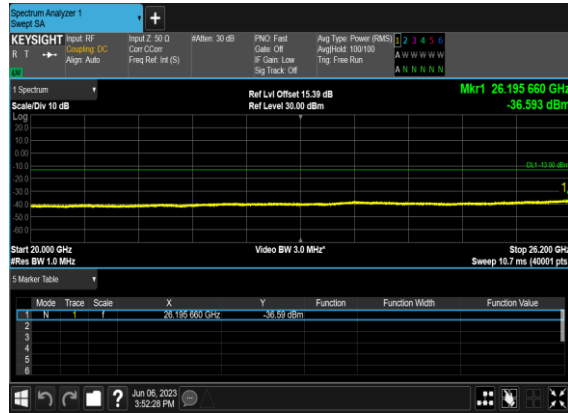 Spectrum Analyzer 1
Swept SA
+
KEYSIGHT Input: RF Input Z: 50 Ω #Atten: 30 dB PNO: Fast Avg Type: Power (RMS) 1 2 3 4 5 6
R T Coupling: DC Corr CCorr Gate: Off Avg|Hold: 100/100 A W W W W W
Align: Auto Freq Ref: Int (S) IF Gain: Low Trig: Free Run
Sig Track: Off A N N N N N
1 Spectrum Ref Lvl Offset 15.39 dB Mkr1 26.195 660 GHz
Scale/Div 10 dB Ref Level 30.00 dBm -36.593 dBm
Log
20.0
10.0
0.00
-10.0
DL1 -13.00 dBm
-20.0
-30.0
1
-40.0
-50.0
-60.0
Start 20.000 GHz Video BW 3.0 MHz* Stop 26.200 GHz
#Res BW 1.0 MHz Sweep 10.7 ms (40001 pts
5 Marker Table
Mode Trace Scale X Y Function Function Width Function Value
1 N 1 f 26.195 660 GHz -36.59 dBm
2
3
4
5
6
? Jun 06, 2023
3:52:28 PM